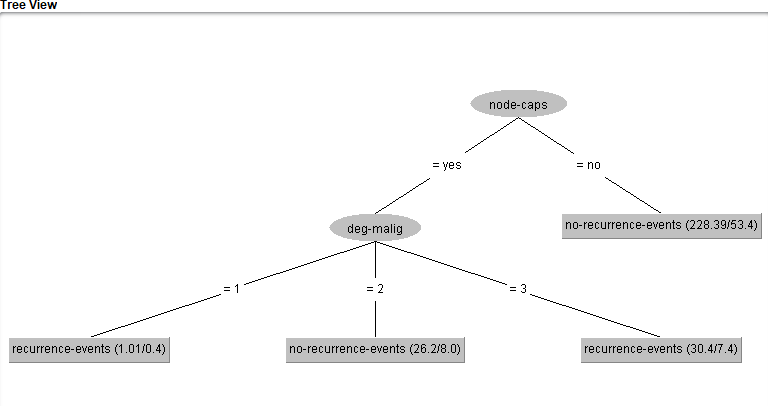 Tree View
node-caps
= yes
= no
deg-malig
no-recurrence-events (228.39/53.4)
= 1
= 2
= 3
recurrence-events (1.01/0.4)
no-recurrence-events (26.2/8.0)
recurrence-events (30.4/7.4)